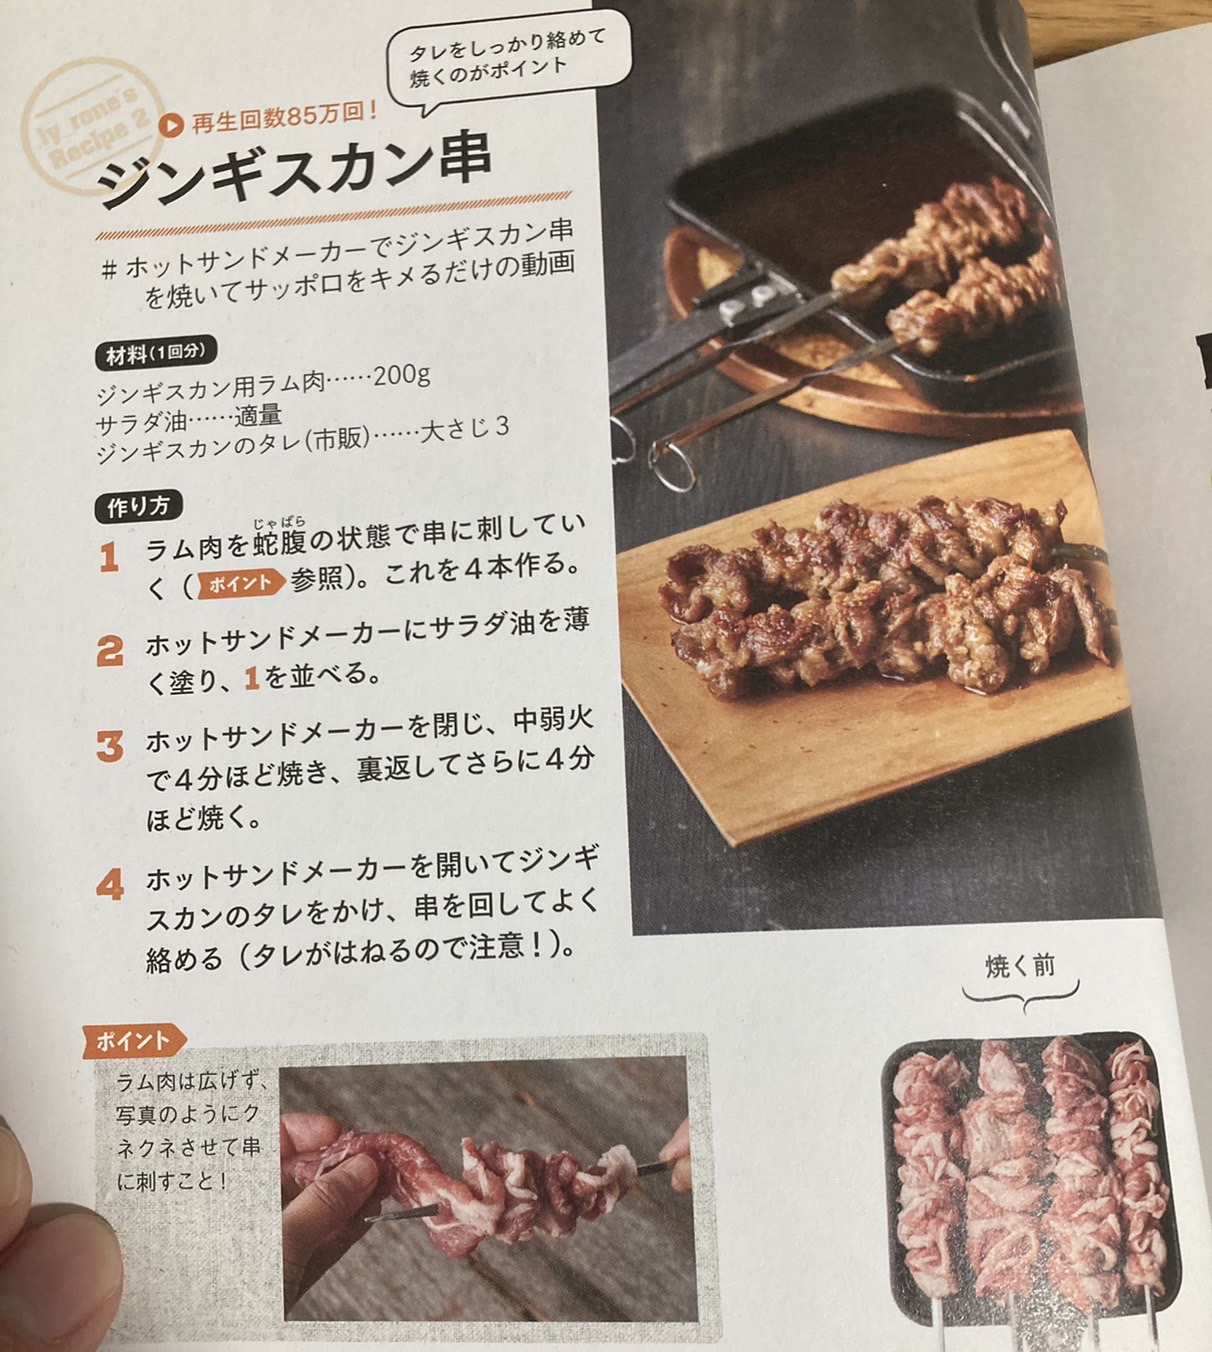 タレをしっかり絡めて
焼くのがポイント
ly_rone's
Recipe 2
再生回数85万回！
ジンギスカン串
＃ホットサンドメーカーでジンギスカン串
を焼いてサッポロをキメるだけの動画
材料(1回分)
ジンギスカン用ラム肉……200g
サラダ油……適量
ジンギスカンのタレ(市販)……大さじ３
作り方
1 ラム肉を蛇腹の状態で串に刺してい
じゃばら
く（ポイント参照）。これを４本作る。
2 ホットサンドメーカーにサラダ油を薄
く塗り、1を並べる。
3 ホットサンドメーカーを閉じ、中弱火
で４分ほど焼き、裏返してさらに４分
ほど焼く。
4 ホットサンドメーカーを開いてジンギ
スカンのタレをかけ、串を回してよく
絡める（タレがはねるので注意！）。
ポイント
ラム肉は広げず、
写真のようにク
ネクネさせて串
に刺すこと！
焼く前